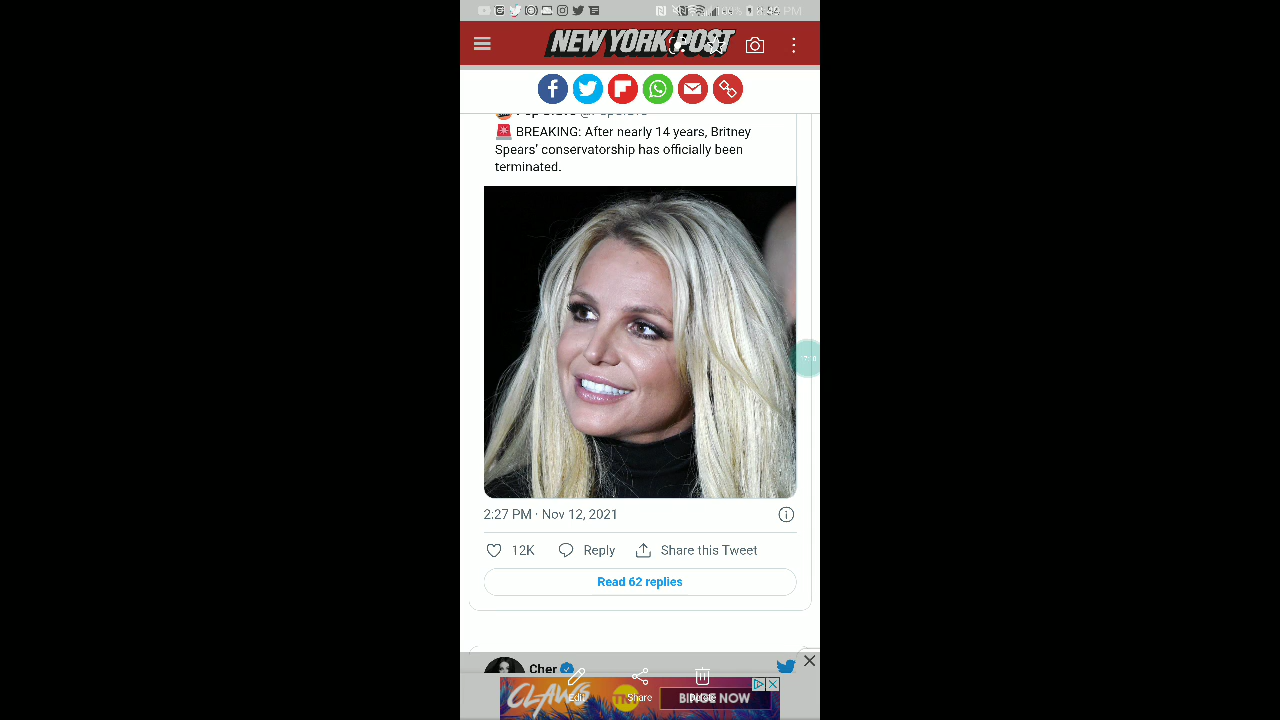 NEW YORK POST
BREAKING: After nearly 14 years, Britney
Spears' conservatorship has officially been
terminated.
2:27 PM · Nov 12, 2021
12K
Reply
Share this Tweet
Read 62 replies
Cher
Edit
Share
CLAWS
BINGE NOW